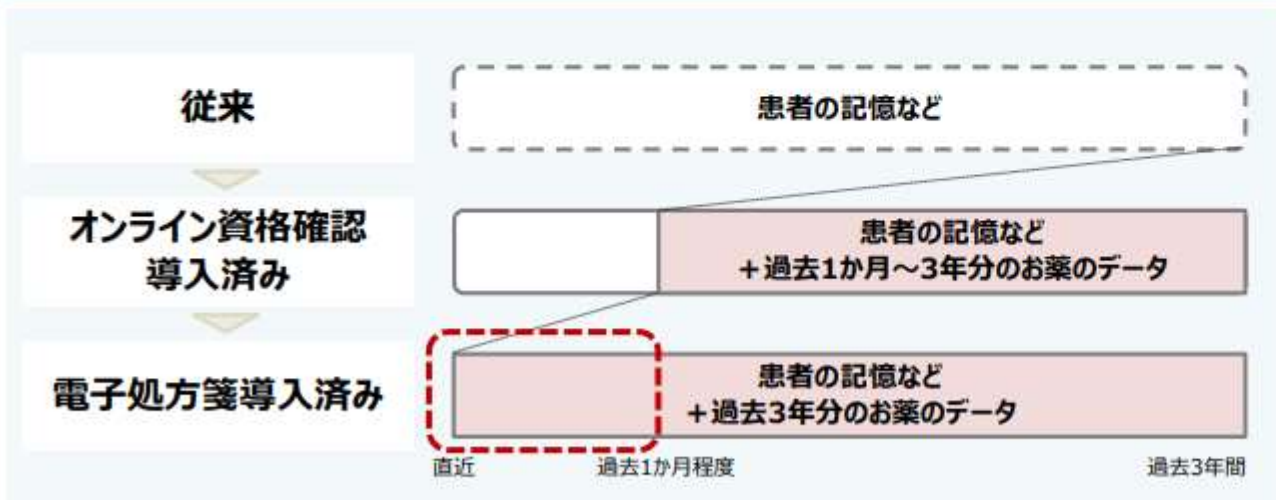 従来
患者の記憶など
オンライン資格確認
導入済み
患者の記憶など
+過去1か月～3年分のお薬のデータ
電子処方箋導入済み
患者の記憶など
+過去3年分のお薬のデータ
直近
過去1か月程度
過去3年間